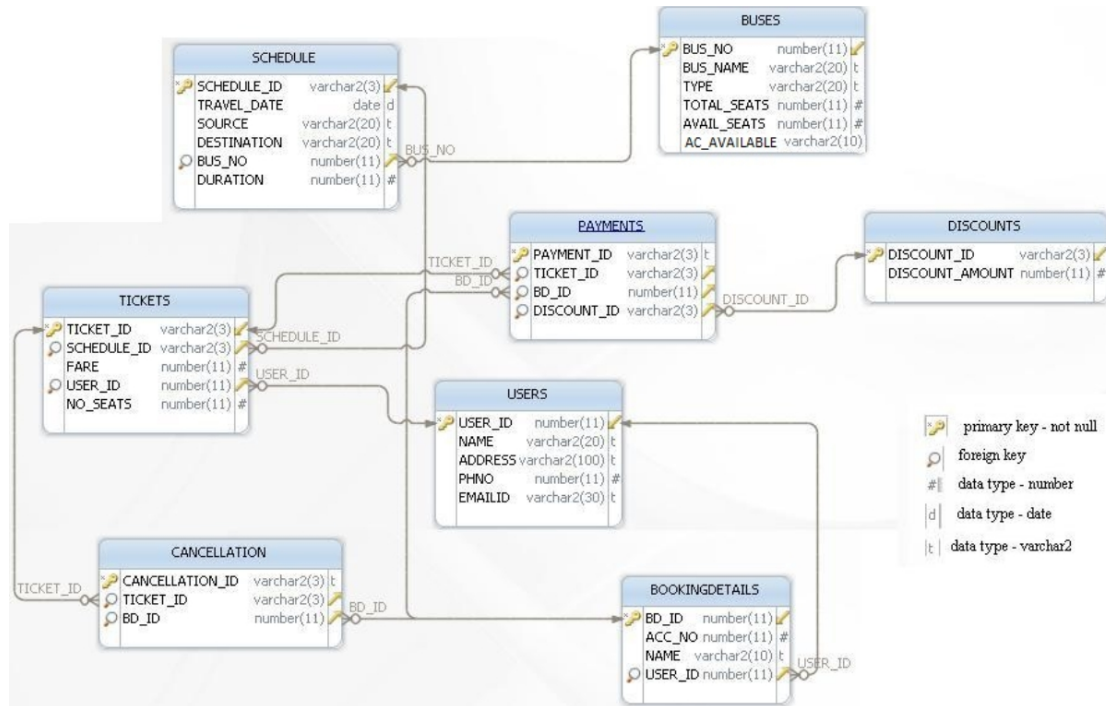 BUSES
BUS_NO number(11)
BUS_NAME varchar2(20) t
TYPE varchar2(20) t
TOTAL_SEATS number(11) #
AVAIL_SEATS number(11) #
AC_AVAILABLE varchar2(10)
SCHEDULE
SCHEDULE_ID varchar2(3)
TRAVEL_DATE date d
SOURCE varchar2(20) t
DESTINATION varchar2(20) t
BUS_NO number(11)
DURATION number(11) #
BUS_NO
PAYMENTS
PAYMENT_ID varchar2(3) t
TICKET_ID varchar2(3)
BD_ID number(11)
DISCOUNT_ID varchar2(3)
TICKET_ID
BD_ID
DISCOUNT_ID
DISCOUNTS
DISCOUNT_ID varchar2(3)
DISCOUNT_AMOUNT number(11) #
TICKETS
TICKET_ID varchar2(3)
SCHEDULE_ID varchar2(3)
FARE number(11) #
USER_ID number(11)
NO_SEATS number(11) #
SCHEDULE_ID
USER_ID
USERS
USER_ID number(11)
NAME varchar2(20) t
ADDRESS varchar2(100) t
PHNO number(11) #
EMAILID varchar2(30) t
primary key - not null
foreign key
# data type - number
d data type - date
t data type - varchar2
CANCELLATION
CANCELLATION_ID varchar2(3) t
TICKET_ID varchar2(3)
BD_ID number(11)
TICKET_ID
BD_ID
BOOKINGDETAILS
BD_ID number(11)
ACC_NO number(11) #
NAME varchar2(10) t
USER_ID number(11)
USER_ID